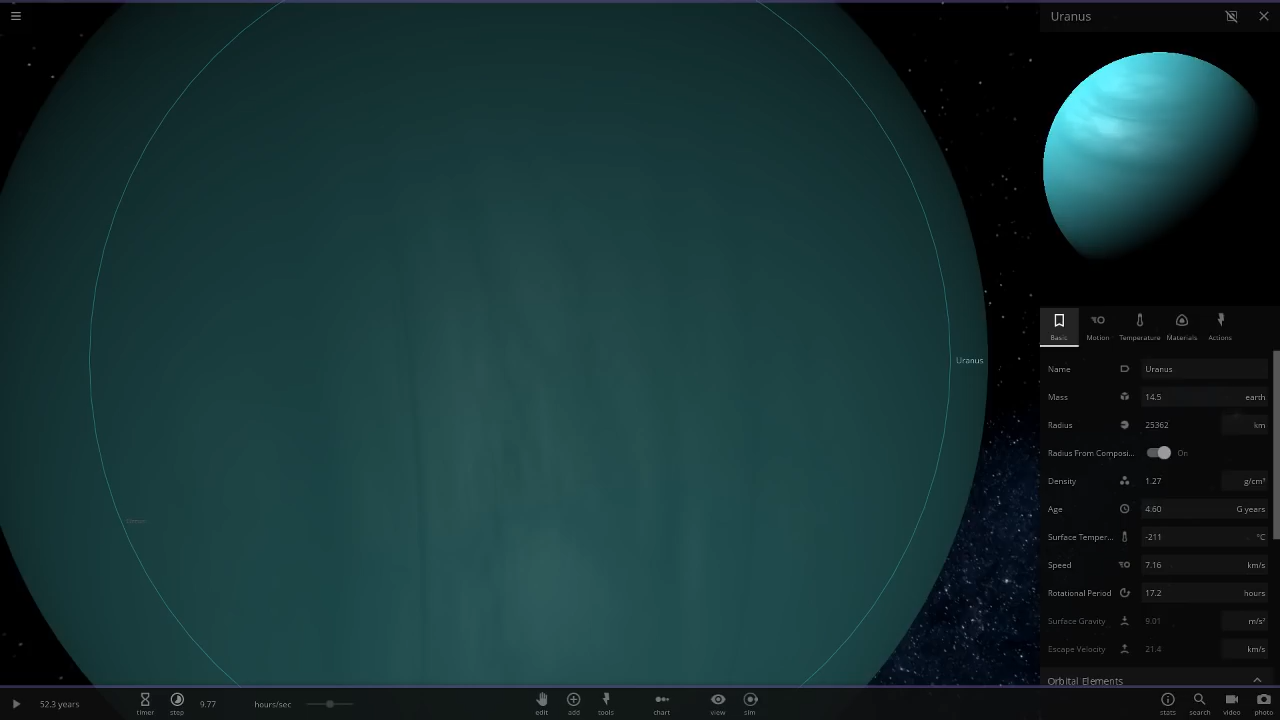 Uranus
Uranus
Basic
Motion
Temperature
Materials
Actions
Name Uranus
Mass 14.5 earth
Radius 25362 km
Radius From Composi... On
Density 1.27 g/cm³
Age 4.60 G years
Surface Temper... -211 °C
Speed 7.16 km/s
Rotational Period 17.2 hours
Surface Gravity 9.01 m/s²
Escape Velocity 21.4 km/s
Orbital Elements
52.3 years
timer
step
9.77 hours/sec
edit
add
tools
chart
view
sim
stats
search
video
photo